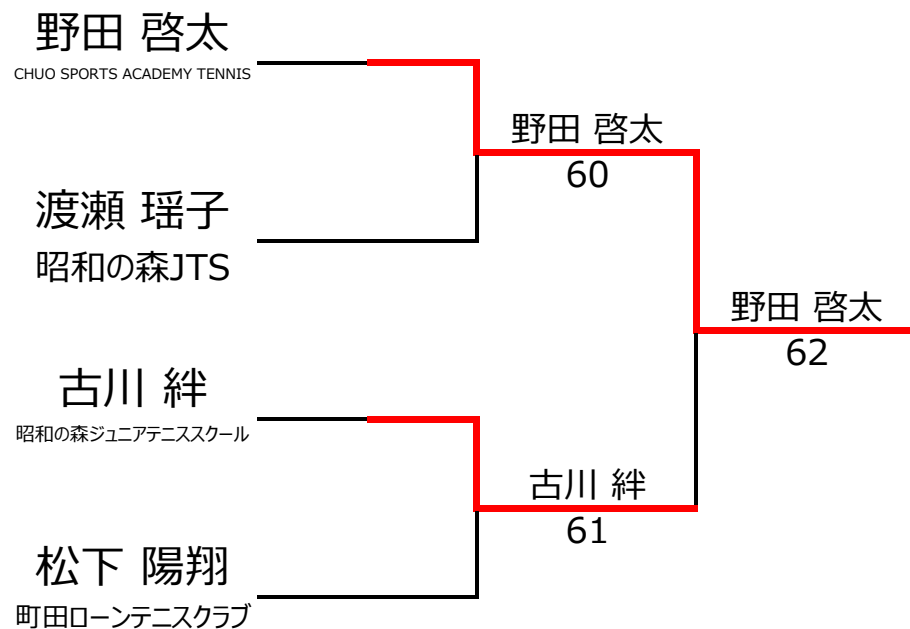 野田 啓太
CHUO SPORTS ACADEMY TENNIS
野田 啓太
60
渡瀬 瑶子
昭和の森JTS
野田 啓太
62
古川 絆
昭和の森ジュニアテニススクール
古川 絆
61
松下 陽翔
町田ローンテニスクラブ